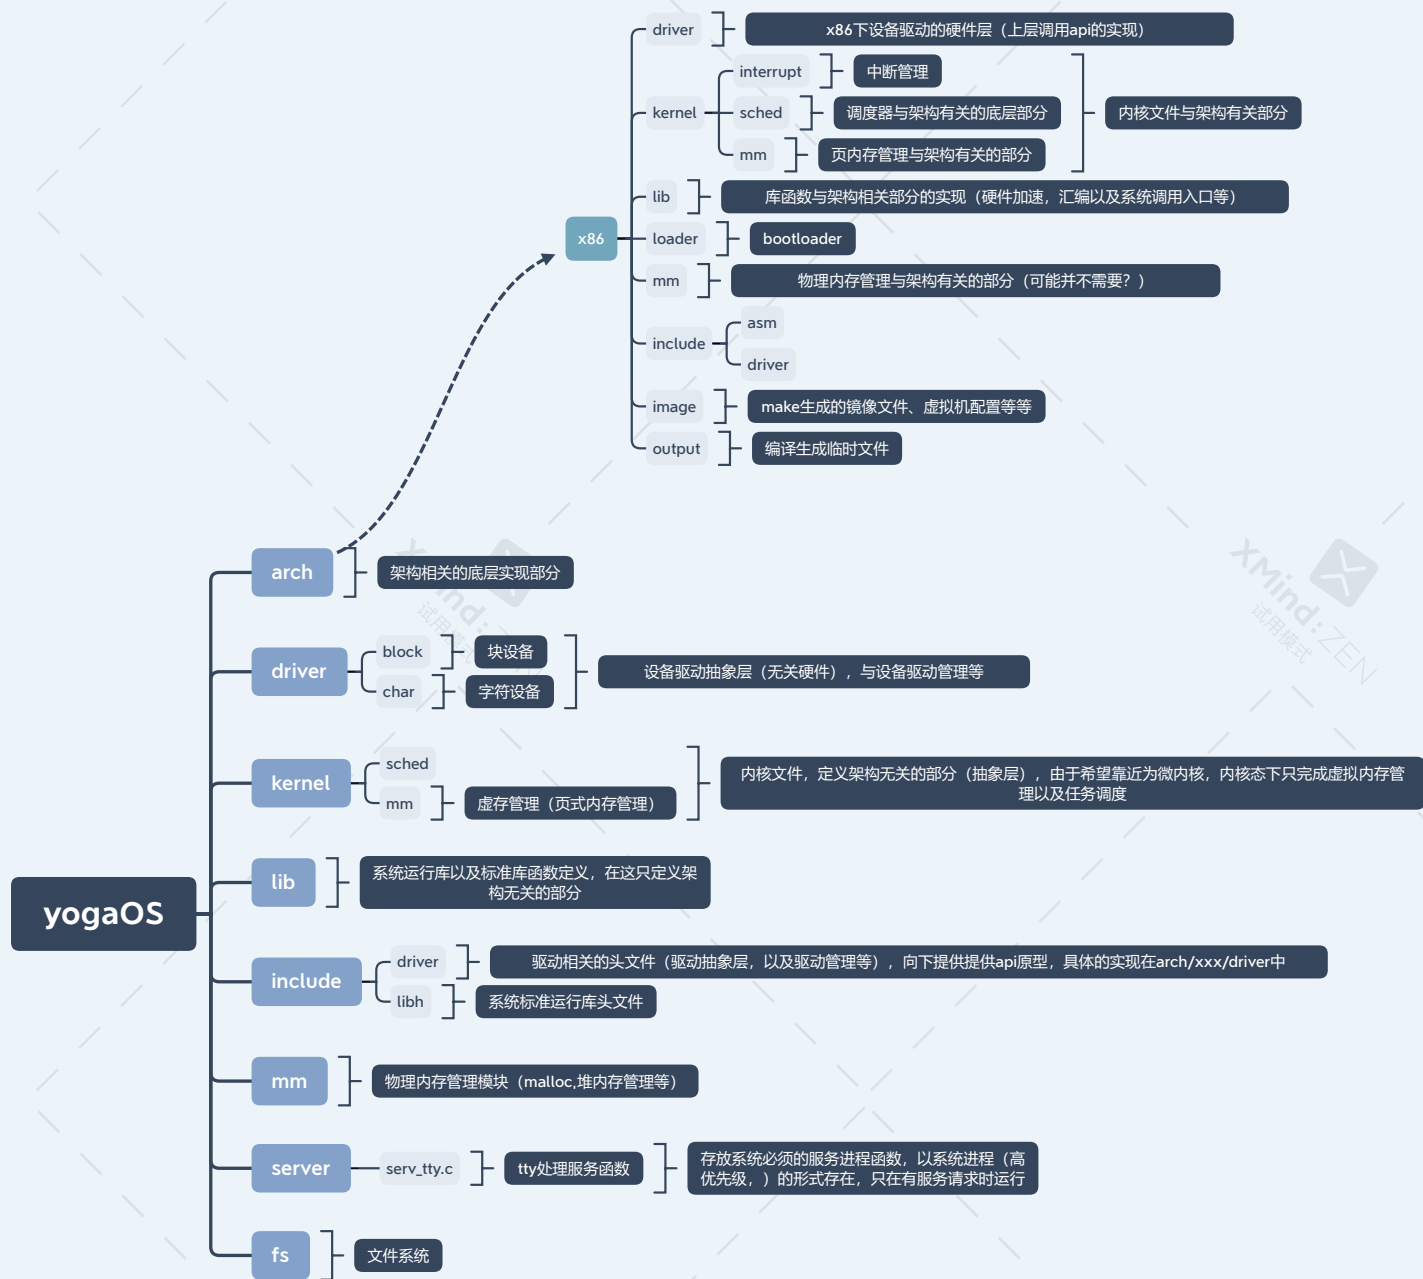 driver
x86下设备驱动的硬件层（上层调用api的实现）
interrupt
中断管理
kernel
sched
调度器与架构有关的底层部分
内核文件与架构有关部分
mm
页内存管理与架构有关的部分
lib
库函数与架构相关部分的实现（硬件加速，汇编以及系统调用入口等）
x86
loader
bootloader
mm
物理内存管理与架构有关的部分（可能并不需要？）
asm
include
driver
image
make生成的镜像文件、虚拟机配置等等
output
编译生成临时文件
arch
架构相关的底层实现部分
XMind:ZEN
试用模式
XMind:ZEN
试用模式
driver
block
块设备
char
字符设备
设备驱动抽象层（无关硬件），与设备驱动管理等
kernel
sched
mm
虚存管理（页式内存管理）
内核文件，定义架构无关的部分（抽象层），由于希望靠近为微内核，内核态下只完成虚拟内存管
理以及任务调度
lib
系统运行库以及标准库函数定义，在这只定义架
构无关的部分
yogaOS
include
driver
驱动相关的头文件（驱动抽象层，以及驱动管理等），向下提供提供api原型，具体的实现在arch/xxx/driver中
libh
系统标准运行库头文件
mm
物理内存管理模块（malloc,堆内存管理等）
server
serv_tty.c
tty处理服务函数
存放系统必须的服务进程函数，以系统进程（高
优先级，）的形式存在，只在有服务请求时运行
fs
文件系统